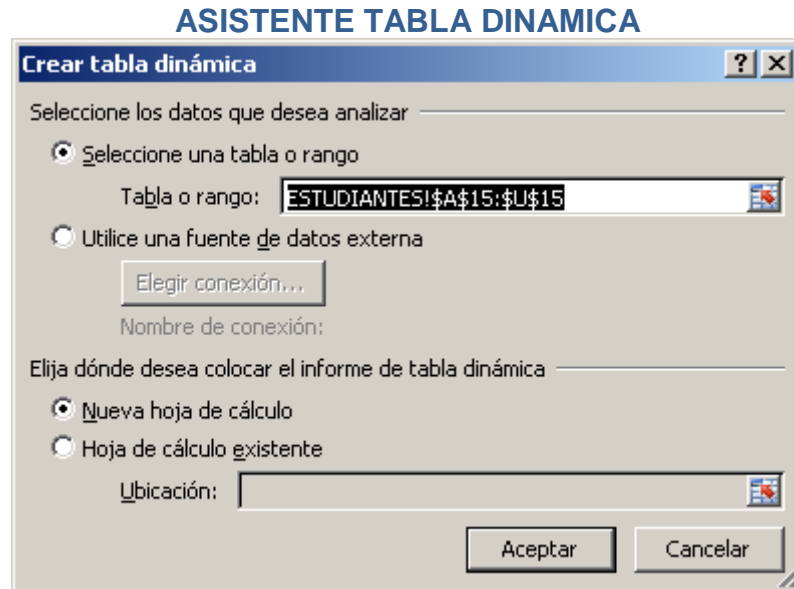 ASISTENTE TABLA DINAMICA
Crear tabla dinámica
Seleccione los datos que desea analizar
Seleccione una tabla o rango
Tabla o rango: ESTUDIANTES!$A$15:$U$15
Utilice una fuente de datos externa
Elegir conexión...
Nombre de conexión:
Elija dónde desea colocar el informe de tabla dinámica
Nueva hoja de cálculo
Hoja de cálculo existente
Ubicación:
Aceptar Cancelar